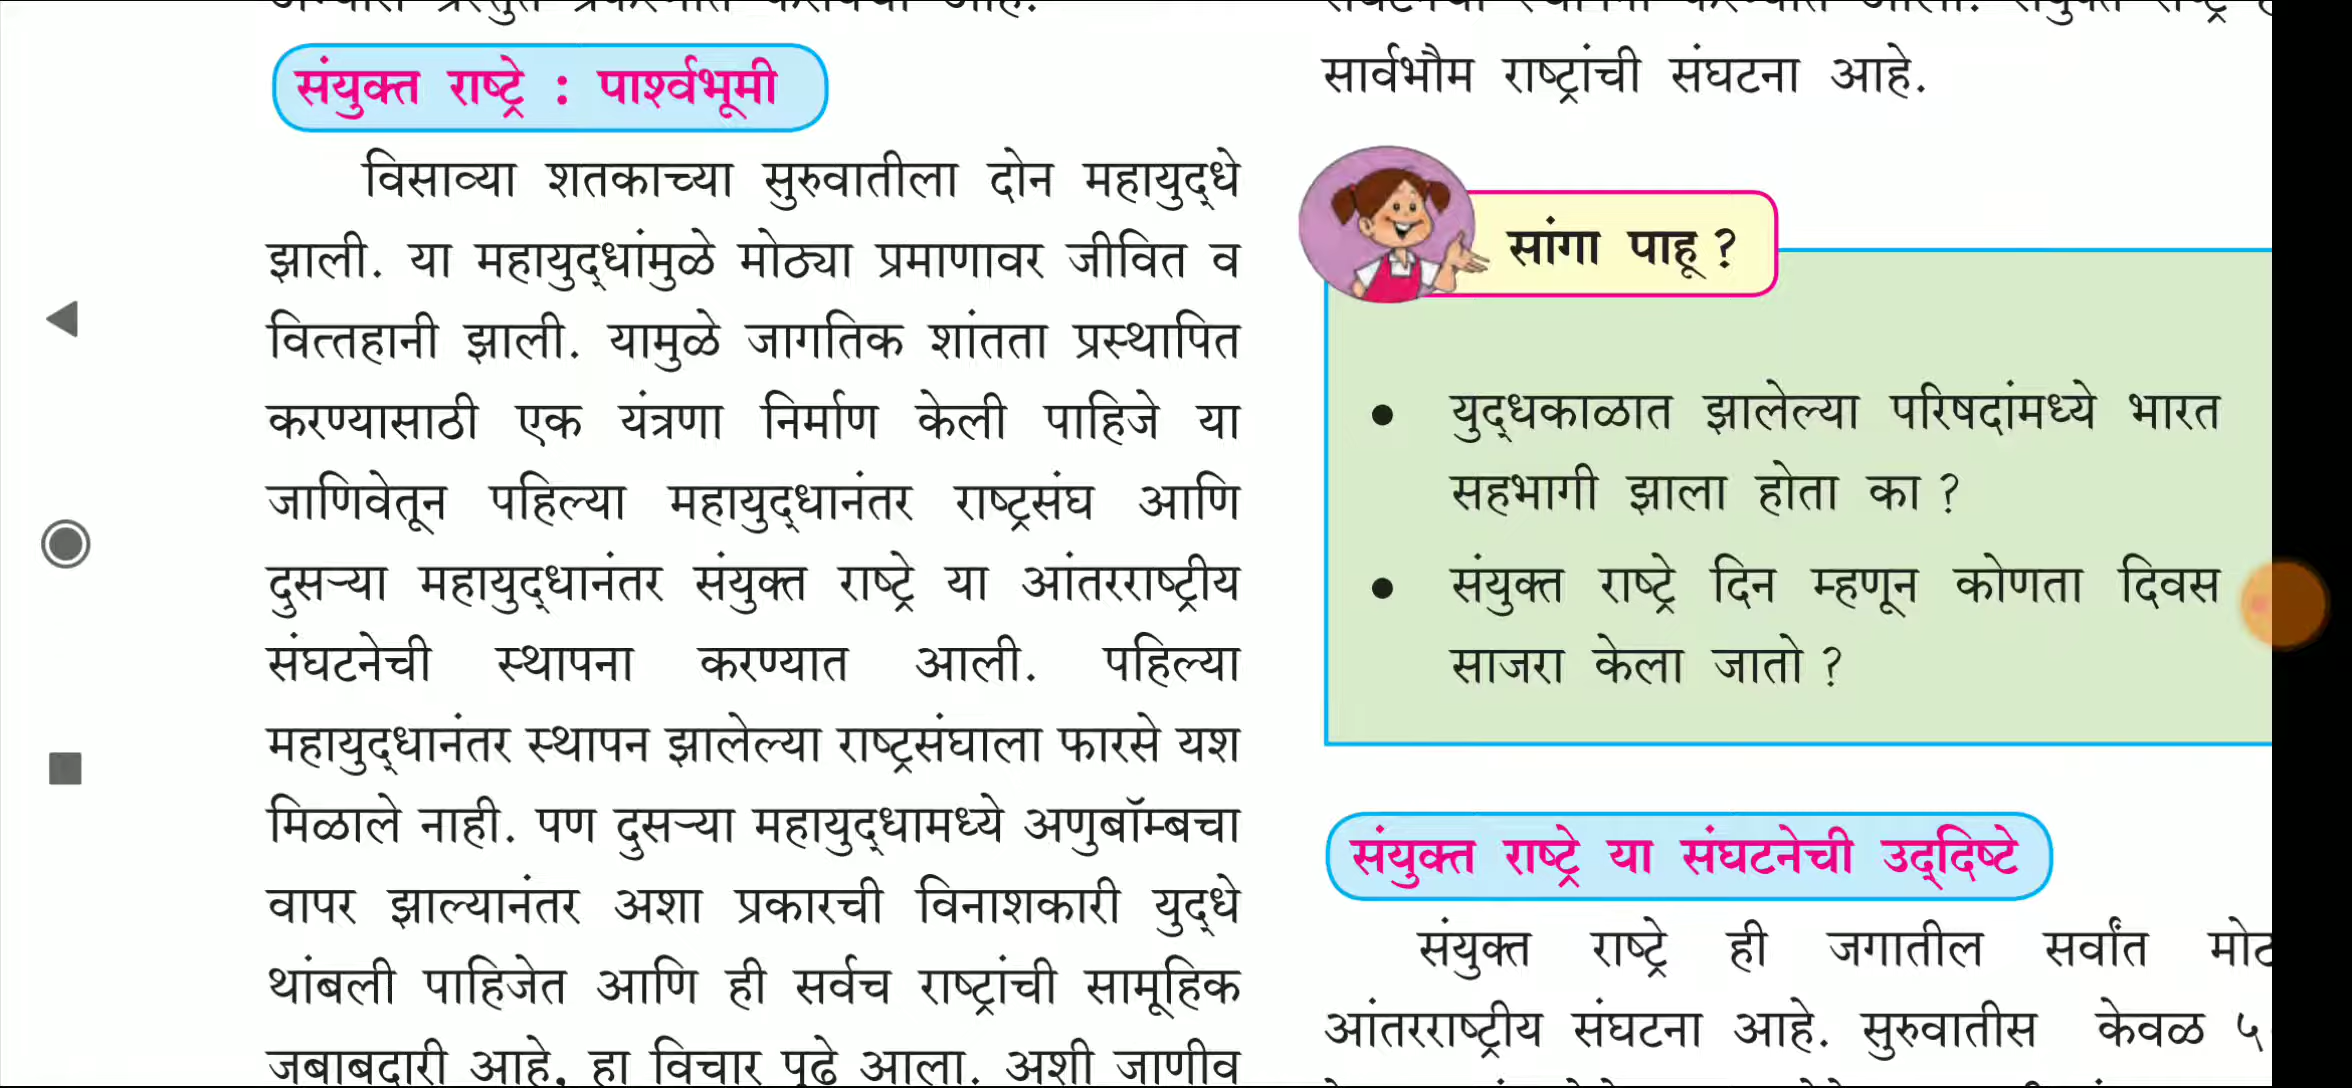 संयुक्त राष्ट्रे : पार्श्वभूमी
विसाव्या शतकाच्या सुरुवातीला दोन महायुद्धे
झाली. या महायुद्धांमुळे मोठ्या प्रमाणावर जीवित व
वित्तहानी झाली. यामुळे जागतिक शांतता प्रस्थापित
करण्यासाठी एक यंत्रणा निर्माण केली पाहिजे या
जाणिवेतून पहिल्या महायुद्धानंतर राष्ट्रसंघ आणि
दुसऱ्या महायुद्धानंतर संयुक्त राष्ट्रे या आंतरराष्ट्रीय
संघटनेची स्थापना करण्यात आली. पहिल्या
महायुद्धानंतर स्थापन झालेल्या राष्ट्रसंघाला फारसे यश
मिळाले नाही. पण दुसऱ्या महायुद्धामध्ये अणुबॉम्बचा
वापर झाल्यानंतर अशा प्रकारची विनाशकारी युद्धे
थांबली पाहिजेत आणि ही सर्वच राष्ट्रांची सामूहिक
जबाबदारी आहे, हा विचार पुढे आला. अशी जाणीव
सार्वभौम राष्ट्रांची संघटना आहे.
सांगा पाहू ?
• युद्धकाळात झालेल्या परिषदांमध्ये भारत
सहभागी झाला होता का ?
• संयुक्त राष्ट्रे दिन म्हणून कोणता दिवस
साजरा केला जातो ?
संयुक्त राष्ट्रे या संघटनेची उद्दिष्टे
संयुक्त राष्ट्रे ही जगातील सर्वांत
आंतरराष्ट्रीय संघटना आहे. सुरुवातीस केवळ